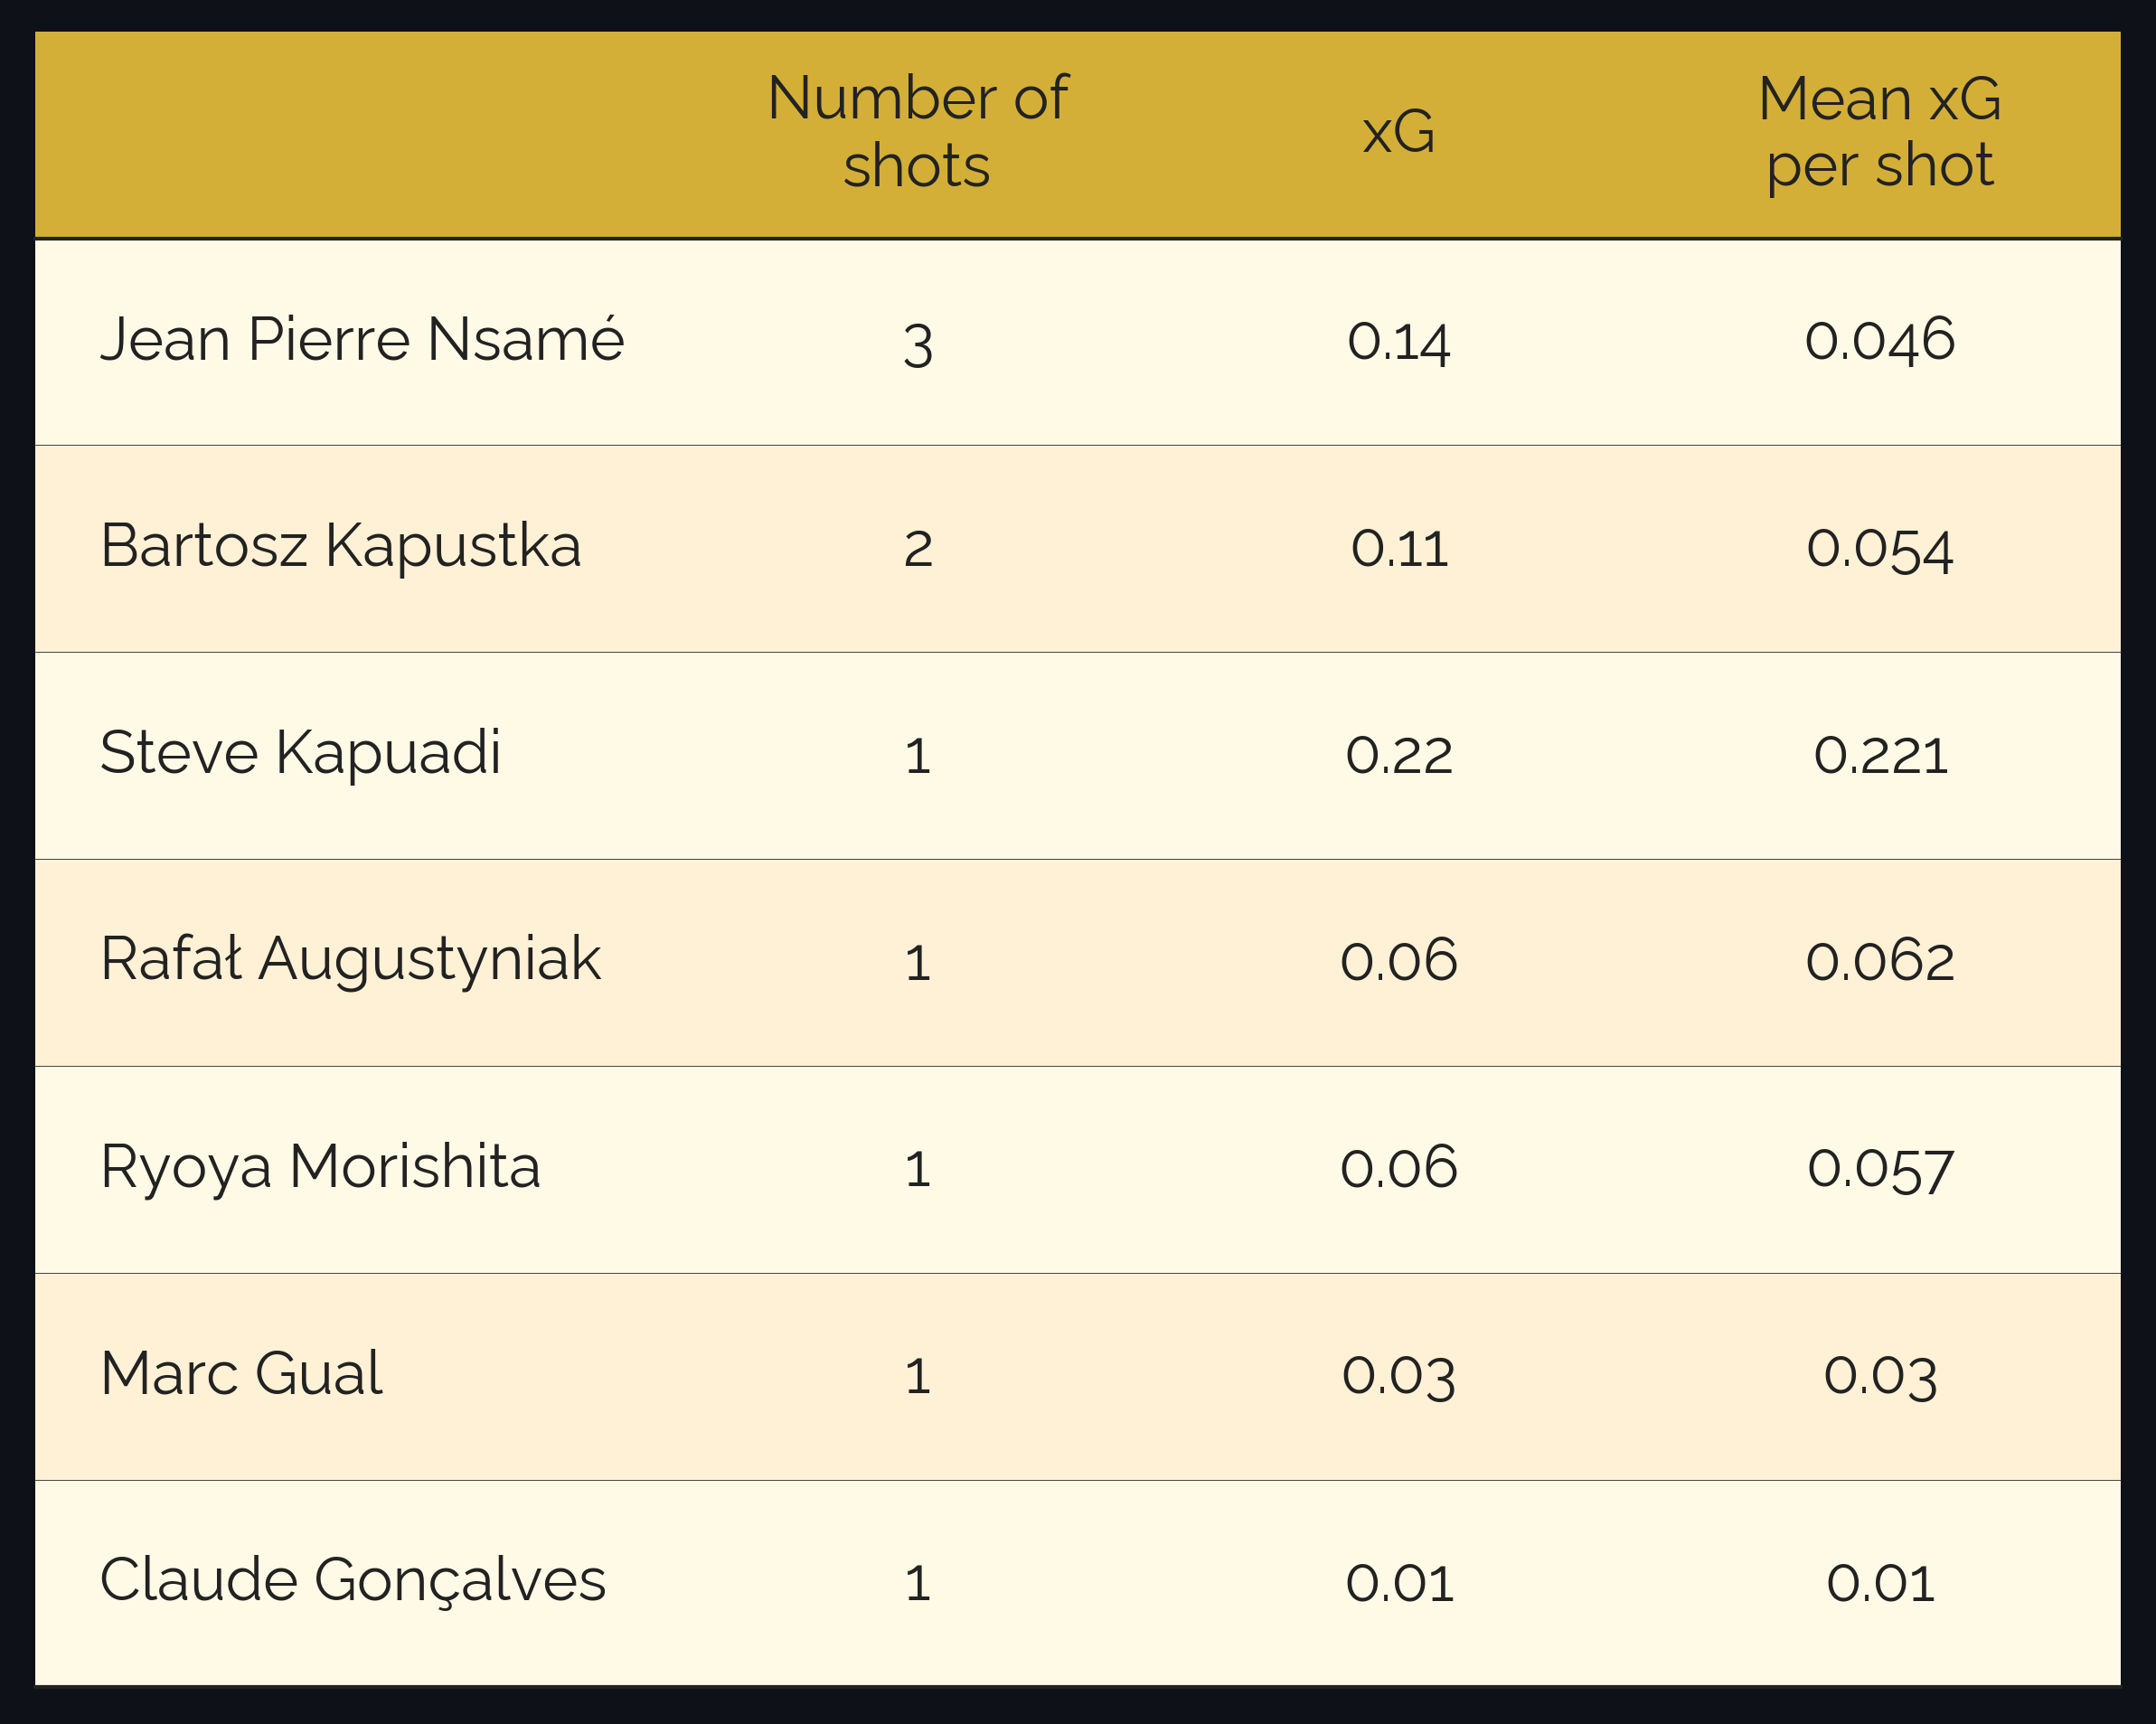 Number of
shots
xG
Mean xG
per shot
Jean Pierre Nsamé 3 0.14 0.046
Bartosz Kapustka 2 0.11 0.054
Steve Kapuadi 1 0.22 0.221
Rafał Augustyniak 1 0.06 0.062
Ryoya Morishita 1 0.06 0.057
Marc Gual 1 0.03 0.03
Claude Gonçalves 1 0.01 0.01